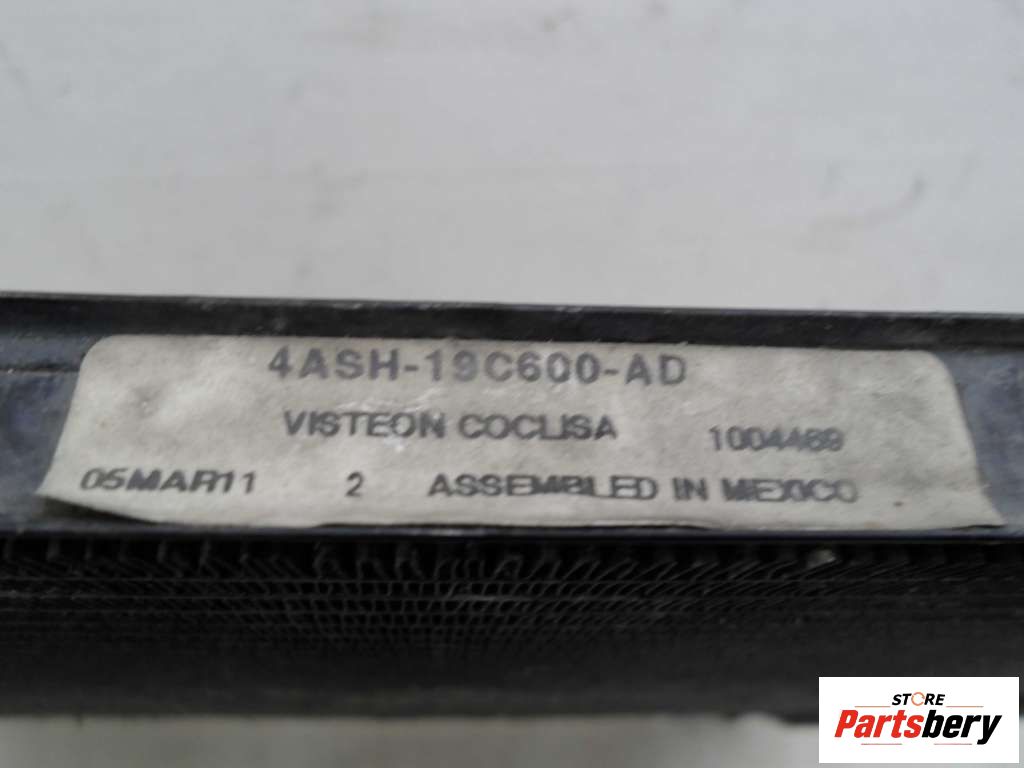 4ASH-19C600-AD
VISTEON COCLISA 1004469
05MAR11 2 ASSEMBLED IN MEXICO
STORE
Partsbery